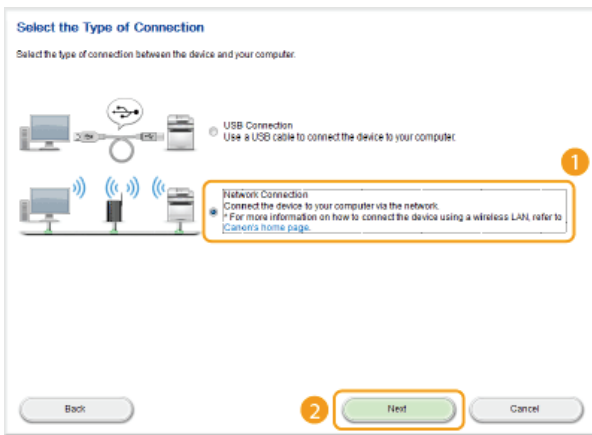 Select the Type of Connection
Select the type of connection between the device and your computer.
USB Connection
Use a USB cable to connect the device to your computer.
1
Network Connection
Connect the device to your computer via the network.
* For more information on how to connect the device using a wireless LAN, refer to
Canon's home page.
Back
2
Next
Cancel